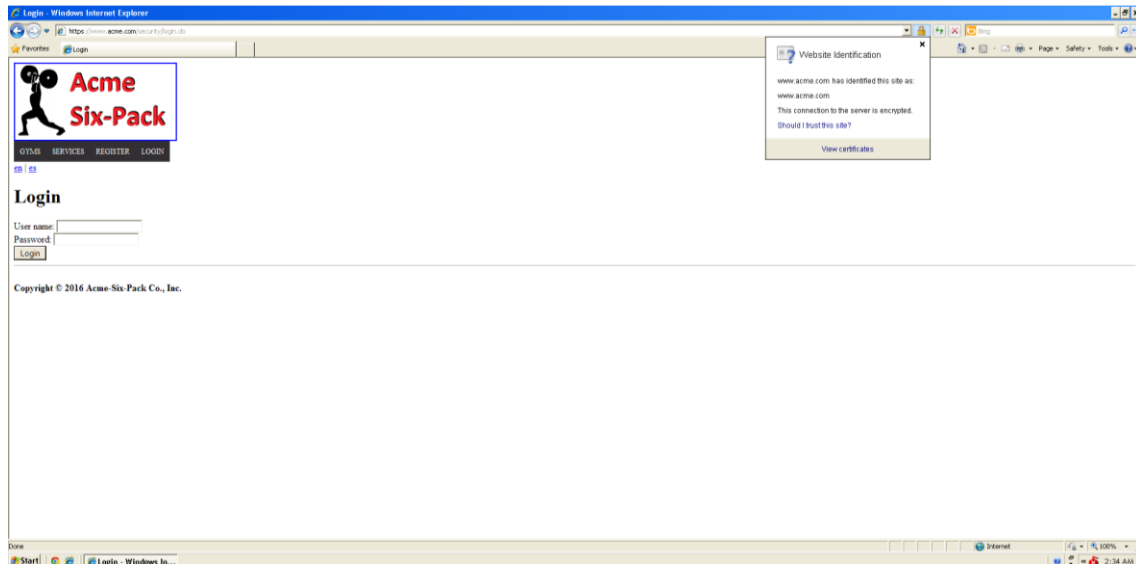 Login - Windows Internet Explorer
https://www.acme.com/security/login.do
Bing
Favorites
Login
Page
Safety
Tools
Website Identification
www.acme.com has identified this site as:
www.acme.com
This connection to the server is encrypted.
Should I trust this site?
View certificates
Acme
Six-Pack
GYMS SERVICES REGISTER LOGIN
en | es
Login
User name:
Password:
Login
Copyright © 2016 Acme-Six-Pack Co., Inc.
Done
Internet
100%
Start
Login - Windows In...
2:34 AM